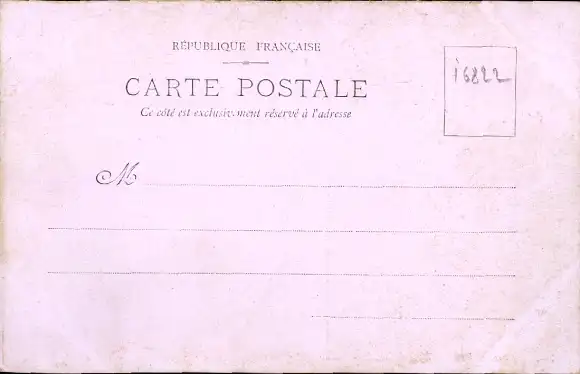 RÉPUBLIQUE FRANÇAISE
CARTE POSTALE
Ce côté est exclusivement réservé à l'adresse
16822
M